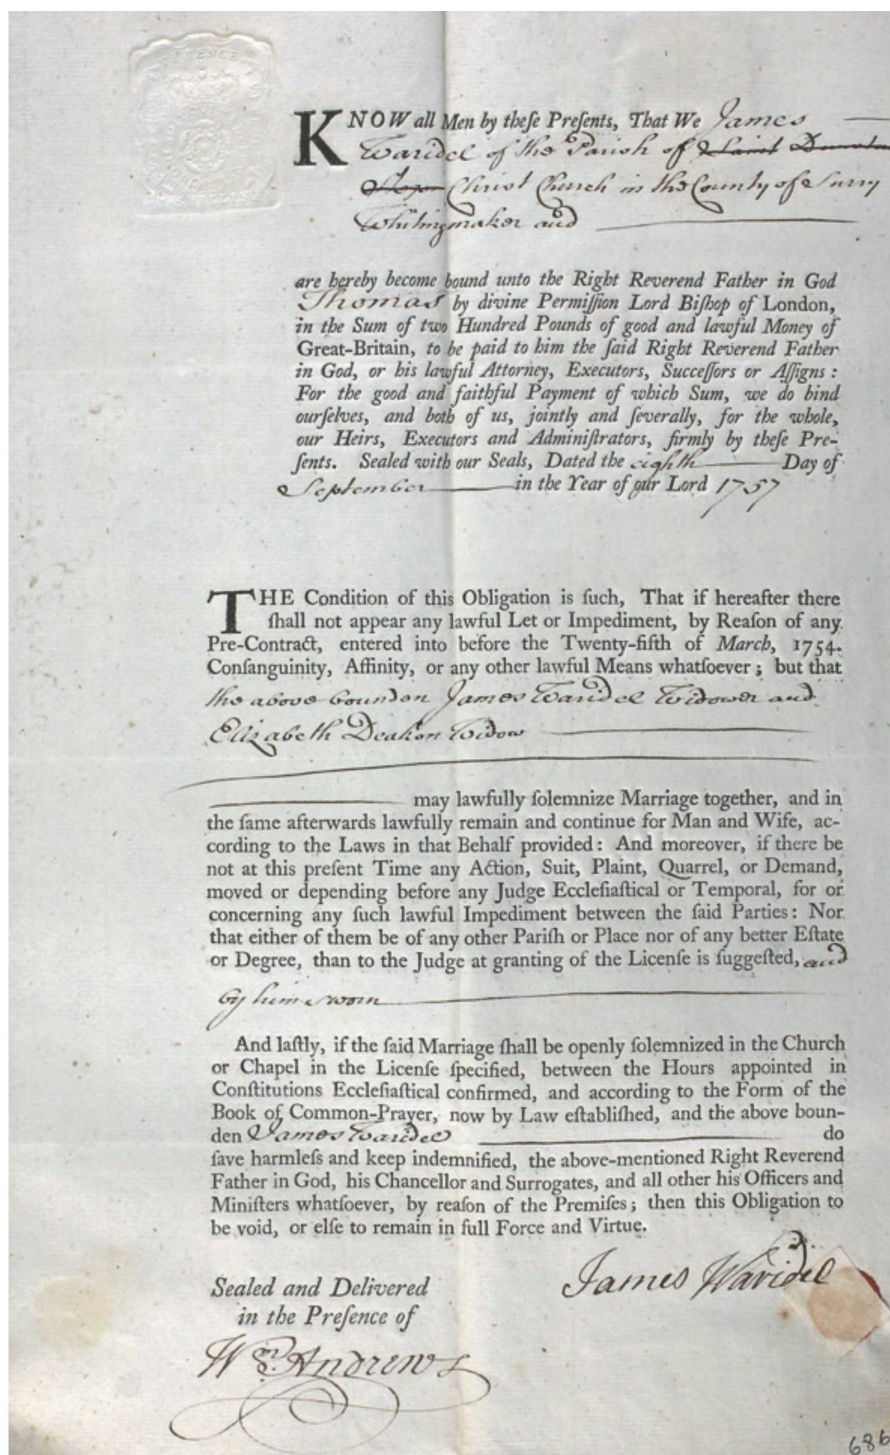 KNOW all Men by theſe Preſents, That We James
Waridel of the Pariſh of Saint Dunstan
Christ Church in the County of Surry
Whitingmaker and
are hereby become bound unto the Right Reverend Father in God
Thomas by divine Permiſſion Lord Biſhop of London,
in the Sum of two Hundred Pounds of good and lawful Money of
Great-Britain, to be paid to him the ſaid Right Reverend Father
in God, or his lawful Attorney, Executors, Succeſſors or Aſſigns :
For the good and faithful Payment of which Sum, we do bind
ourſelves, and both of us, jointly and ſeverally, for the whole,
our Heirs, Executors and Adminiſtrators, firmly by theſe Pre-
ſents. Sealed with our Seals, Dated the eighth Day of
September in the Year of our Lord 1757
THE Condition of this Obligation is ſuch, That if hereafter there
ſhall not appear any lawful Let or Impediment, by Reaſon of any
Pre-Contract, entered into before the Twenty-fifth of March, 1754.
Conſanguinity, Affinity, or any other lawful Means whatſoever ; but that
the above bounden James Waridel Widower and
Elizabeth Deakon Widow
may lawfully ſolemnize Marriage together, and in
the ſame afterwards lawfully remain and continue for Man and Wife, ac-
cording to the Laws in that Behalf provided : And moreover, if there be
not at this preſent Time any Action, Suit, Plaint, Quarrel, or Demand,
moved or depending before any Judge Eccleſiaſtical or Temporal, for or
concerning any ſuch lawful Impediment between the ſaid Parties : Nor
that either of them be of any other Pariſh or Place nor of any better Eſtate
or Degree, than to the Judge at granting of the Licenſe is ſuggeſted, and
by him sworn
And laſtly, if the ſaid Marriage ſhall be openly ſolemnized in the Church
or Chapel in the Licenſe ſpecified, between the Hours appointed in
Conſtitutions Eccleſiaſtical confirmed, and according to the Form of the
Book of Common-Prayer, now by Law eſtabliſhed, and the above boun-
den James Waridel do
ſave harmleſs and keep indemnified, the above-mentioned Right Reverend
Father in God, his Chancellor and Surrogates, and all other his Officers and
Miniſters whatſoever, by reaſon of the Premiſes ; then this Obligation to
be void, or elſe to remain in full Force and Virtue.
James Waridel
Sealed and Delivered
in the Preſence of
Wm. Andrews
686